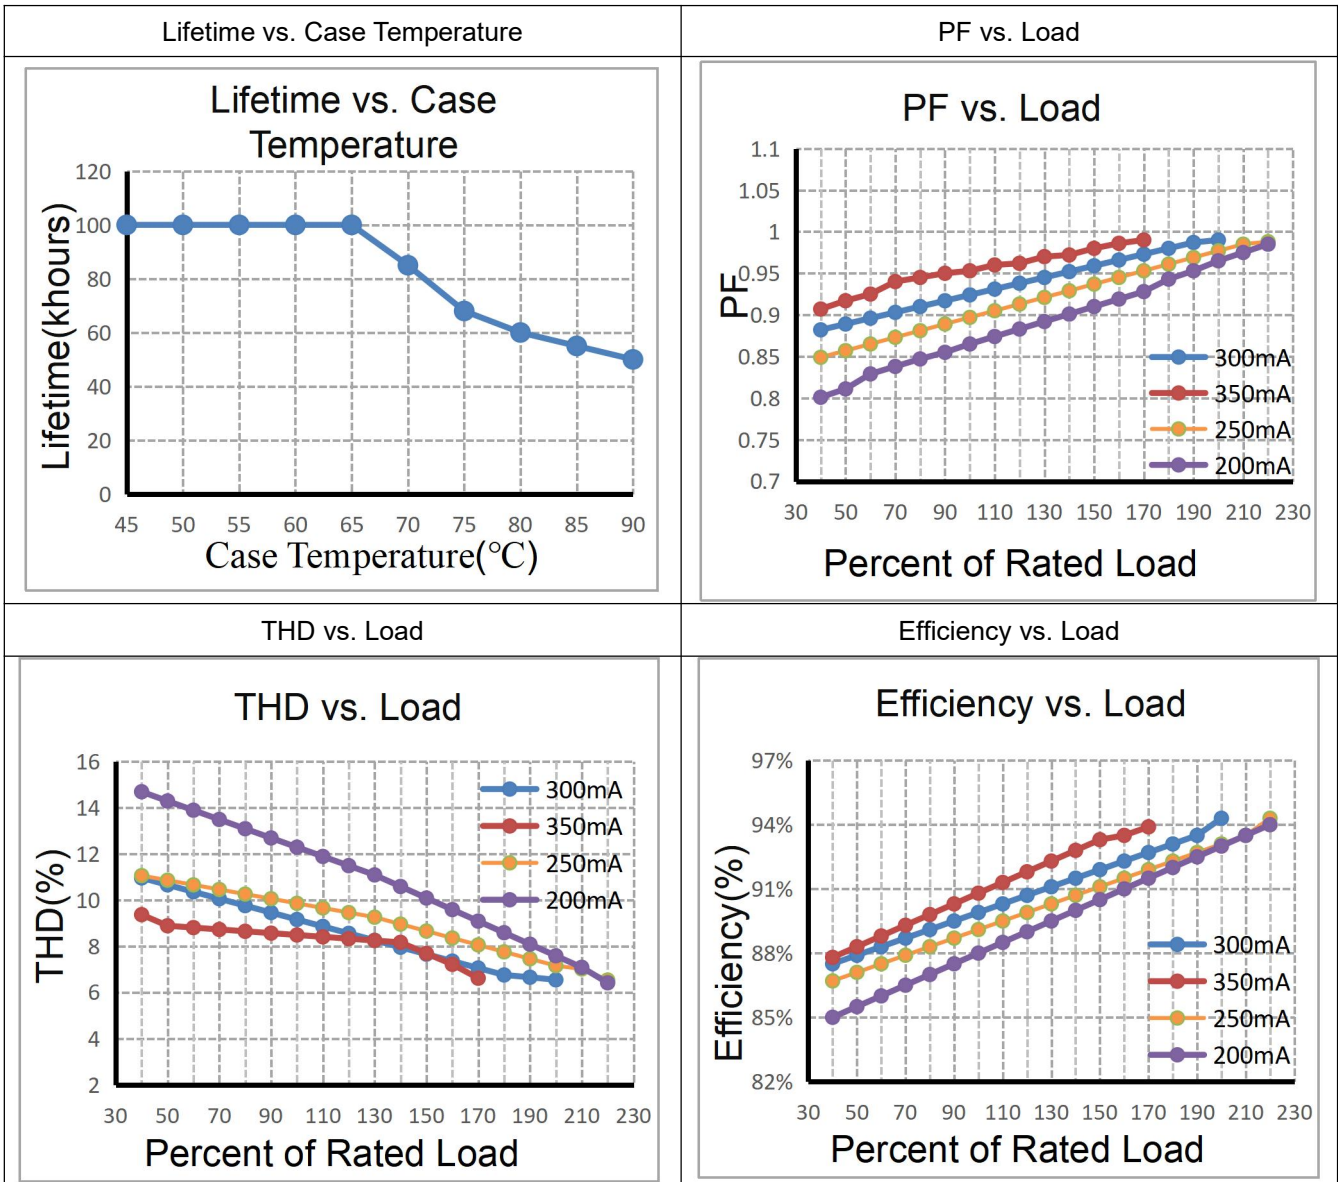 Lifetime vs. Case Temperature
PF vs. Load
Lifetime vs. Case
Temperature
120
100
80
60
40
20
0
45 50 55 60 65 70 75 80 85 90
Lifetime(khours)
Case Temperature(℃)
PF vs. Load
1.1
1.05
1
0.95
0.9
0.85
0.8
0.75
0.7
30 50 70 90 110 130 150 170 190 210 230
PF
300mA
350mA
250mA
200mA
Percent of Rated Load
THD vs. Load
Efficiency vs. Load
THD vs. Load
16
14
12
10
8
6
4
2
30 50 70 90 110 130 150 170 190 210 230
THD(%)
300mA
350mA
250mA
200mA
Percent of Rated Load
Efficiency vs. Load
97%
94%
91%
88%
85%
82%
30 50 70 90 110 130 150 170 190 210 230
Efficiency(%)
300mA
350mA
250mA
200mA
Percent of Rated Load